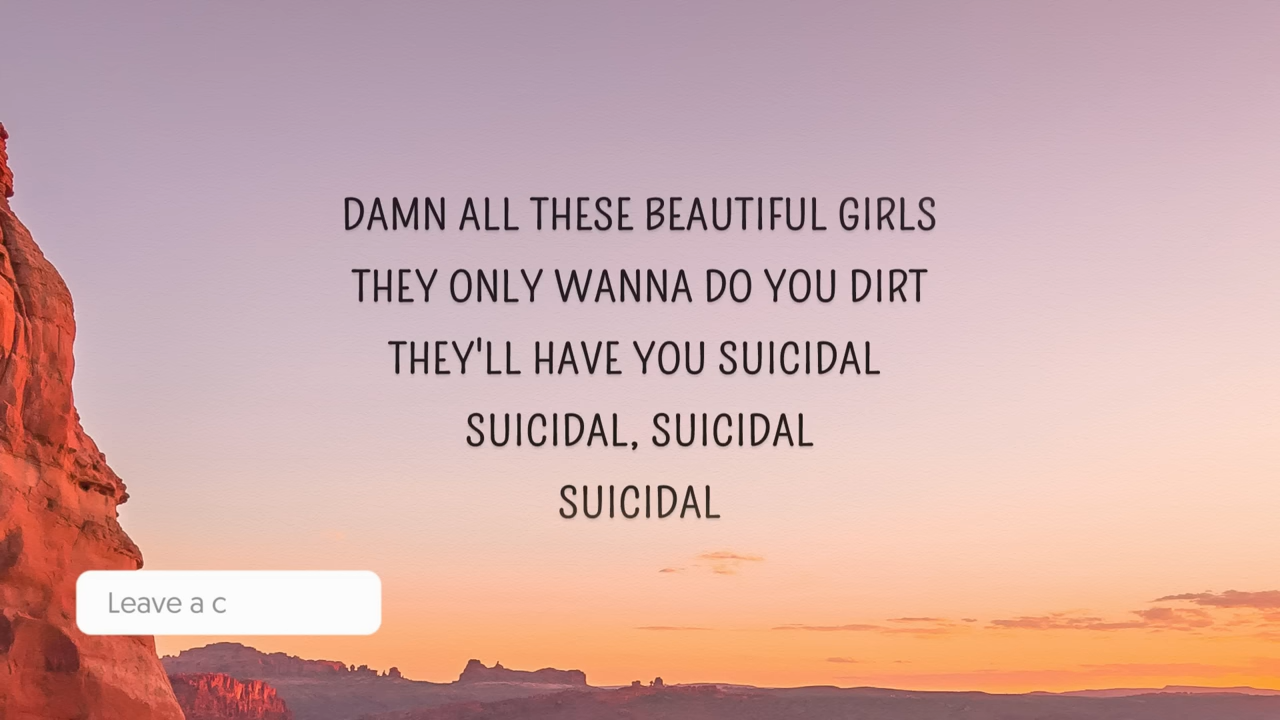 DAMN ALL THESE BEAUTIFUL GIRLS
THEY ONLY WANNA DO YOU DIRT
THEY'LL HAVE YOU SUICIDAL
SUICIDAL, SUICIDAL
SUICIDAL
Leave a c